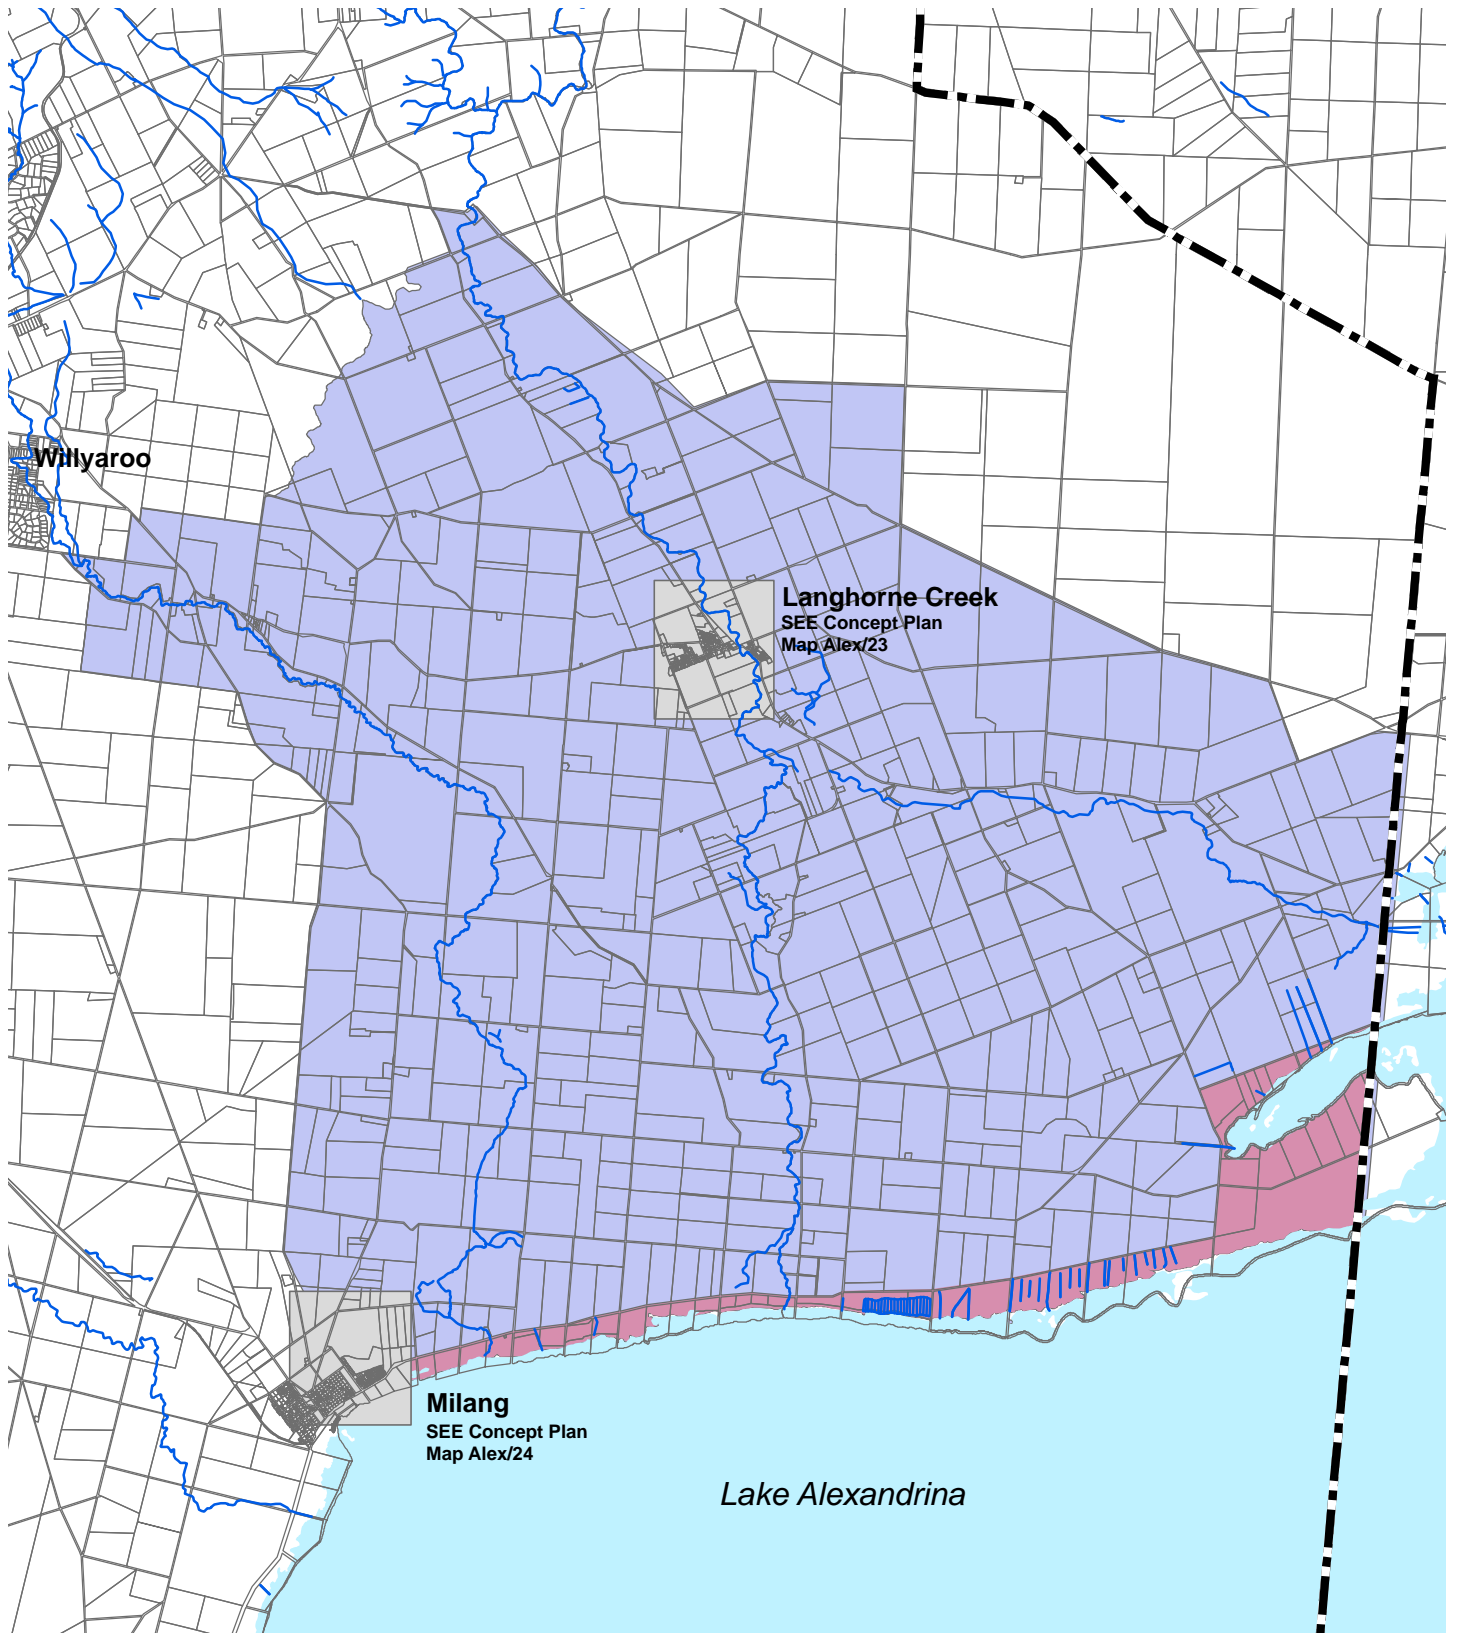 Willyaroo
Langhorne Creek
SEE Concept Plan
Map Alex/23
Milang
SEE Concept Plan
Map Alex/24
Lake Alexandrina